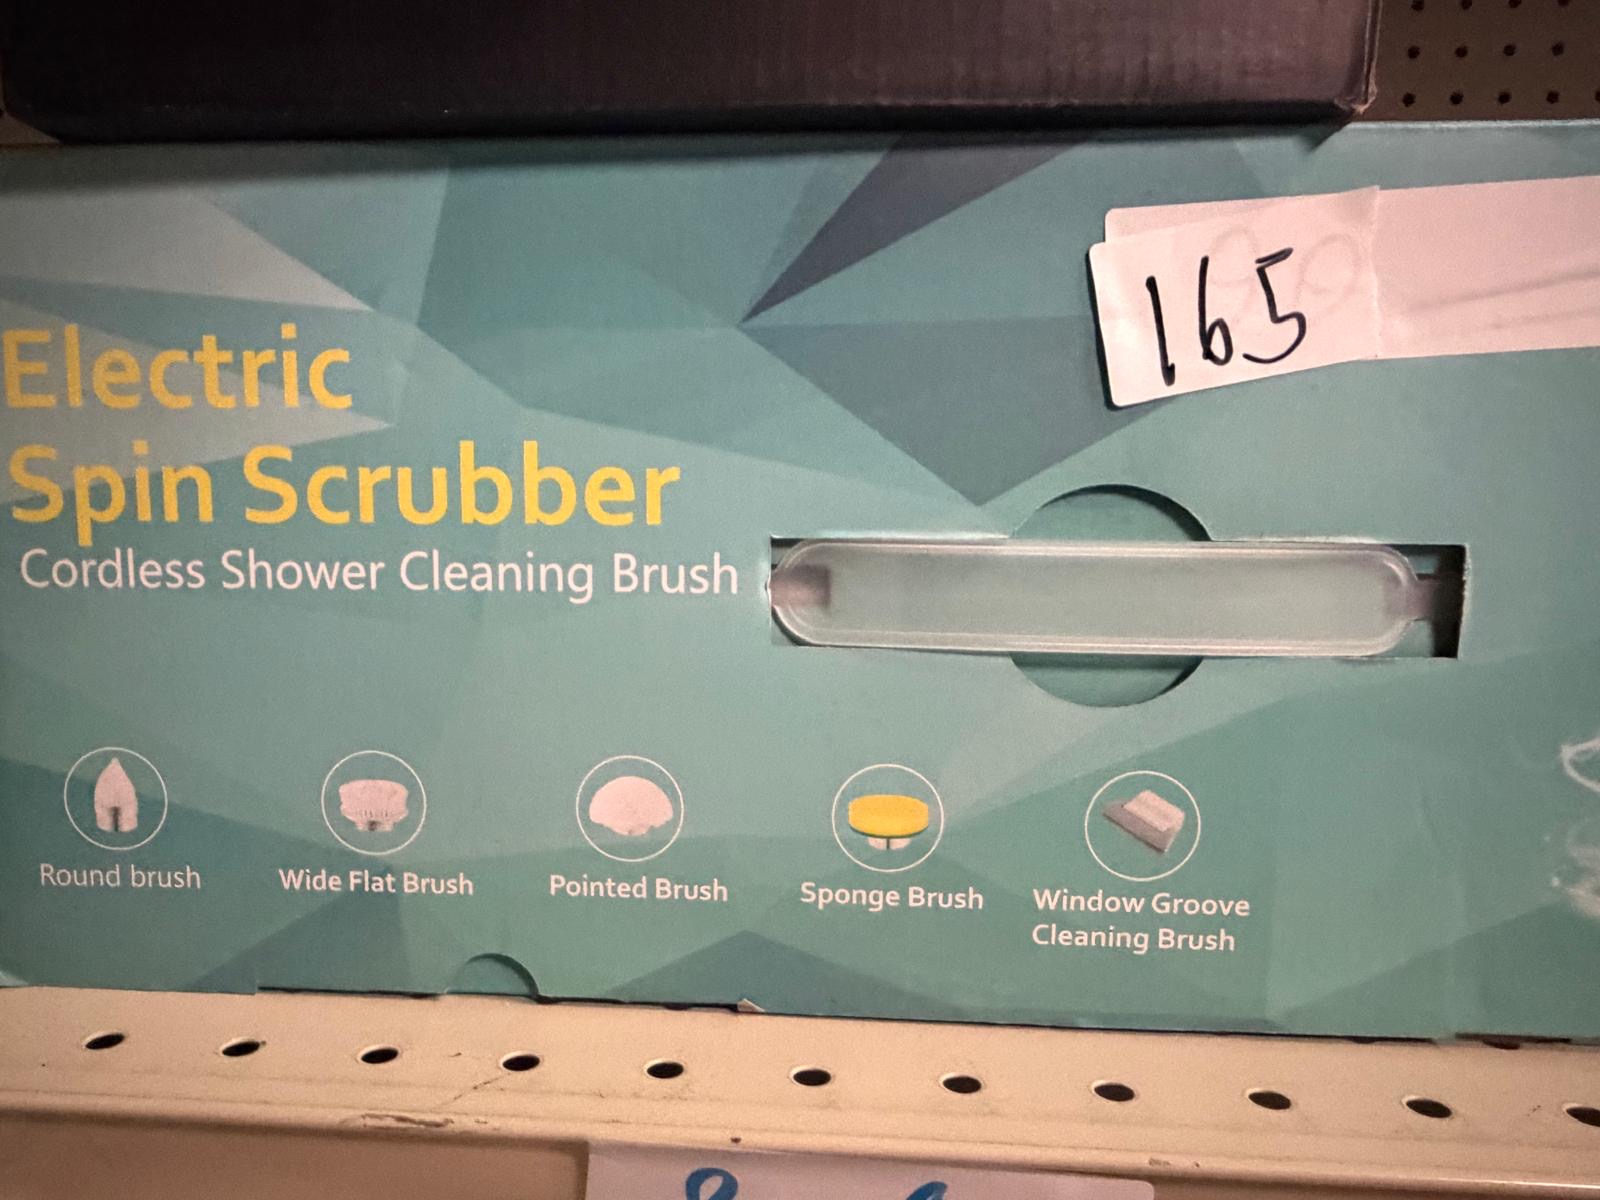 165
Electric
Spin Scrubber
Cordless Shower Cleaning Brush
Round brush
Wide Flat Brush
Pointed Brush
Sponge Brush
Window Groove
Cleaning Brush